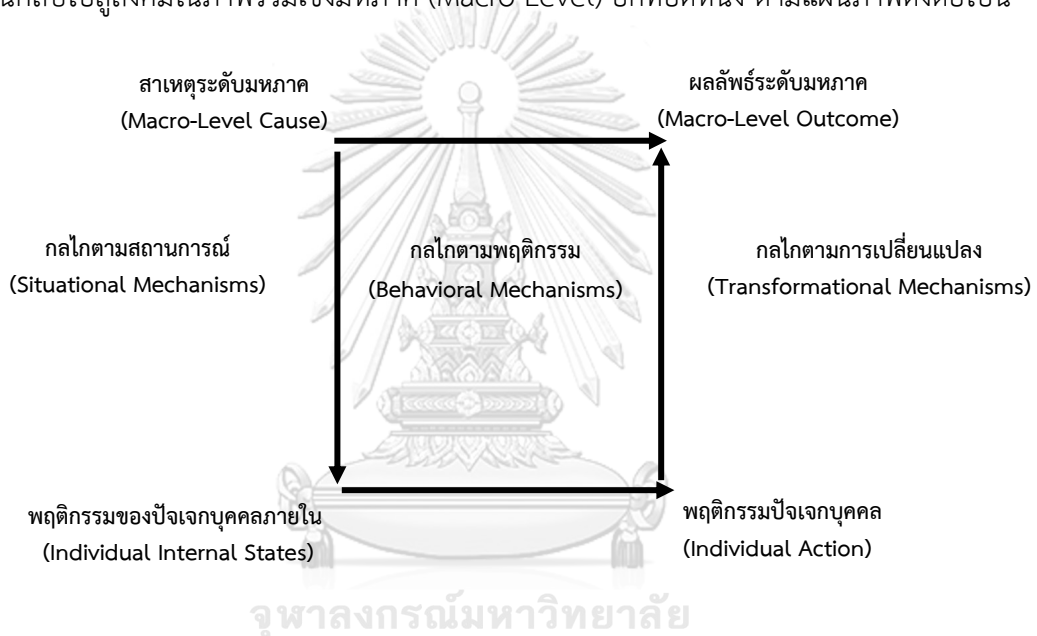 (Macro-Level)
สาเหตุระดับมหภาค
(Macro-Level Cause)
ผลลัพธ์ระดับมหภาค
(Macro-Level Outcome)
กลไกตามสถานการณ์
(Situational Mechanisms)
กลไกตามพฤติกรรม
(Behavioral Mechanisms)
กลไกตามการเปลี่ยนแปลง
(Transformational Mechanisms)
พฤติกรรมของปัจเจกบุคคลภายใน
(Individual Internal States)
พฤติกรรมปัจเจกบุคคล
(Individual Action)
จุฬาลงกรณ์มหาวิทยาลัย